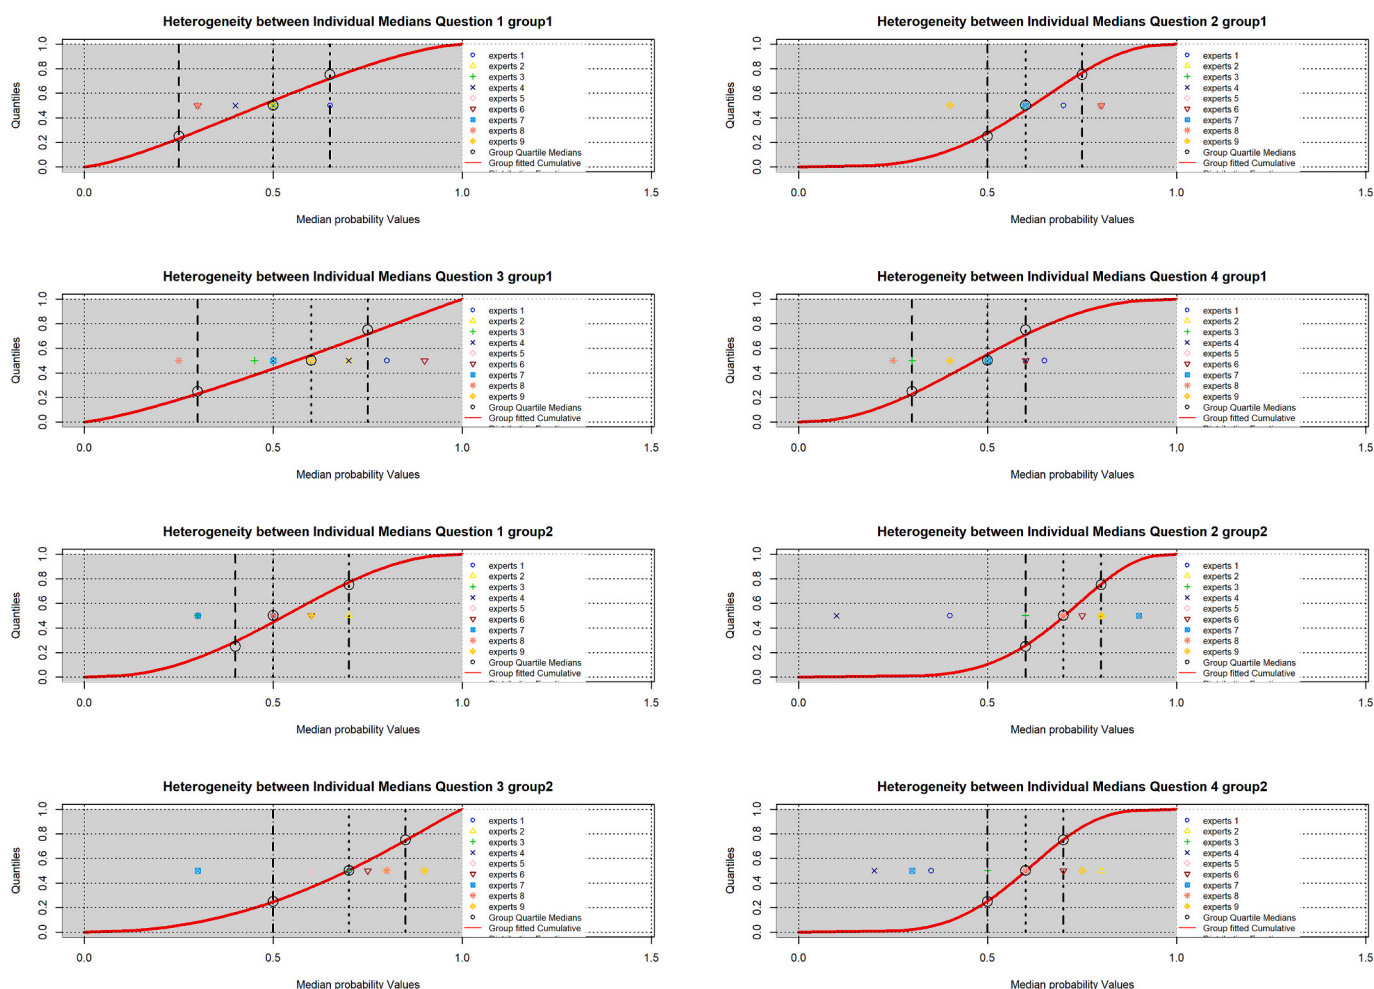 Heterogeneity between Individual Medians Question 1 group1
Quantiles
0.0 0.2 0.4 0.6 0.8 1.0
experts 1
experts 2
experts 3
experts 4
experts 5
experts 6
experts 7
experts 8
experts 9
Group Quartile Medians
Group fitted Cumulative
0.0 0.5 1.0 1.5
Median probability Values
Heterogeneity between Individual Medians Question 2 group1
Quantiles
0.0 0.2 0.4 0.6 0.8 1.0
experts 1
experts 2
experts 3
experts 4
experts 5
experts 6
experts 7
experts 8
experts 9
Group Quartile Medians
Group fitted Cumulative
0.0 0.5 1.0 1.5
Median probability Values
Heterogeneity between Individual Medians Question 3 group1
Quantiles
0.0 0.2 0.4 0.6 0.8 1.0
experts 1
experts 2
experts 3
experts 4
experts 5
experts 6
experts 7
experts 8
experts 9
Group Quartile Medians
Group fitted Cumulative
0.0 0.5 1.0 1.5
Median probability Values
Heterogeneity between Individual Medians Question 4 group1
Quantiles
0.0 0.2 0.4 0.6 0.8 1.0
experts 1
experts 2
experts 3
experts 4
experts 5
experts 6
experts 7
experts 8
experts 9
Group Quartile Medians
Group fitted Cumulative
0.0 0.5 1.0 1.5
Median probability Values
Heterogeneity between Individual Medians Question 1 group2
Quantiles
0.0 0.2 0.4 0.6 0.8 1.0
experts 1
experts 2
experts 3
experts 4
experts 5
experts 6
experts 7
experts 8
experts 9
Group Quartile Medians
Group fitted Cumulative
0.0 0.5 1.0 1.5
Median probability Values
Heterogeneity between Individual Medians Question 2 group2
Quantiles
0.0 0.2 0.4 0.6 0.8 1.0
experts 1
experts 2
experts 3
experts 4
experts 5
experts 6
experts 7
experts 8
experts 9
Group Quartile Medians
Group fitted Cumulative
0.0 0.5 1.0 1.5
Median probability Values
Heterogeneity between Individual Medians Question 3 group2
Quantiles
0.0 0.2 0.4 0.6 0.8 1.0
experts 1
experts 2
experts 3
experts 4
experts 5
experts 6
experts 7
experts 8
experts 9
Group Quartile Medians
Group fitted Cumulative
0.0 0.5 1.0 1.5
Median probability Values
Heterogeneity between Individual Medians Question 4 group2
Quantiles
0.0 0.2 0.4 0.6 0.8 1.0
experts 1
experts 2
experts 3
experts 4
experts 5
experts 6
experts 7
experts 8
experts 9
Group Quartile Medians
Group fitted Cumulative
0.0 0.5 1.0 1.5
Median probability Values